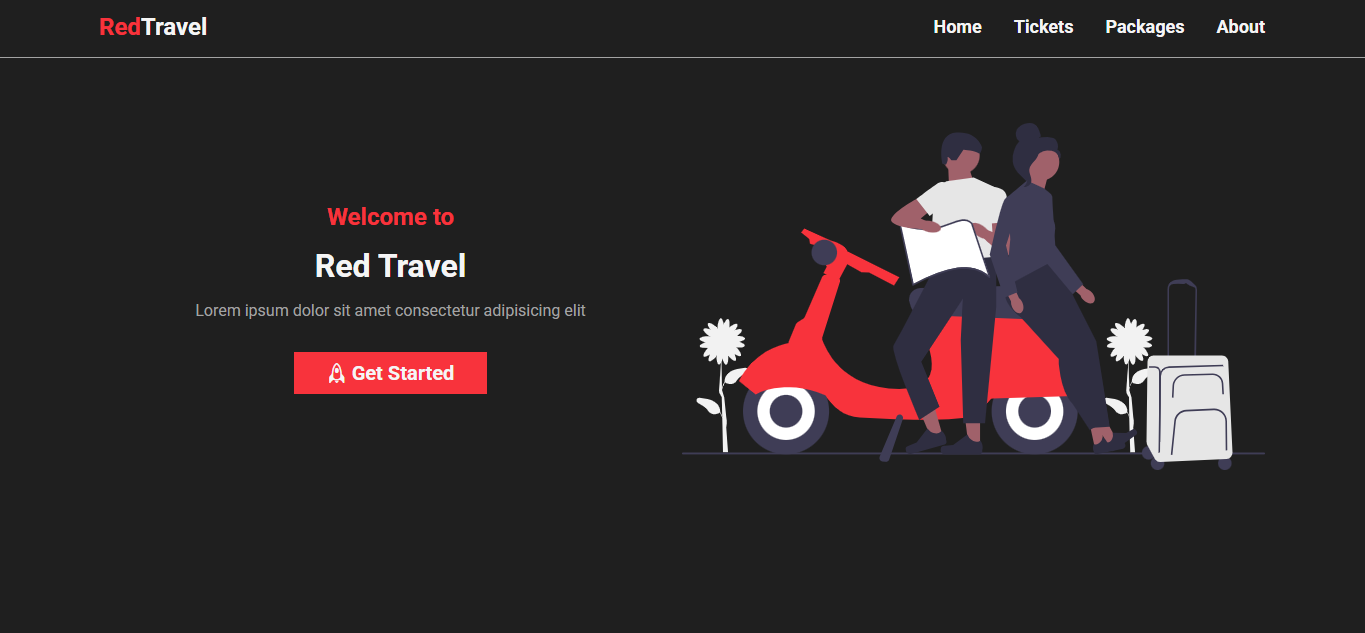 RedTravel
Home Tickets Packages About
Welcome to
Red Travel
Lorem ipsum dolor sit amet consectetur adipisicing elit
Get Started